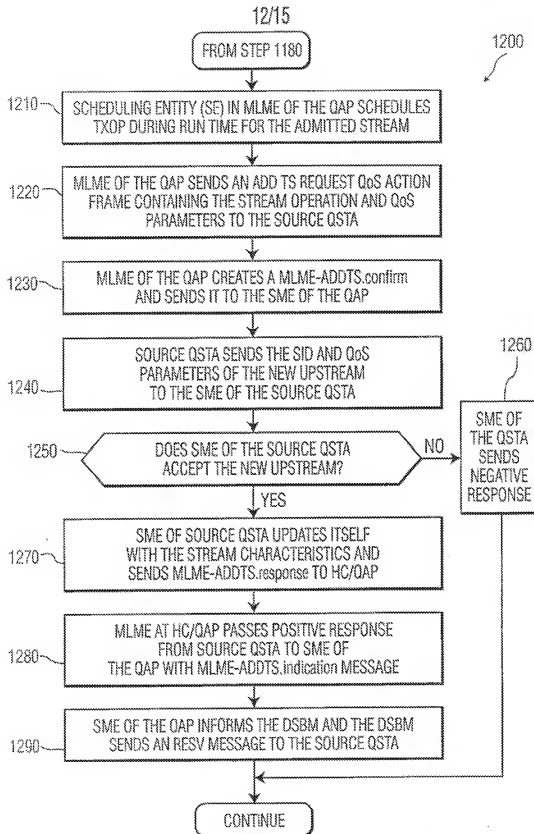 12/15
FROM STEP 1180
1200
1210
SCHEDULING ENTITY (SE) IN MLME OF THE QAP SCHEDULES
TXOP DURING RUN TIME FOR THE ADMITTED STREAM
1220
MLME OF THE QAP SENDS AN ADD TS REQUEST QoS ACTION
FRAME CONTAINING THE STREAM OPERATION AND QoS
PARAMETERS TO THE SOURCE QSTA
1230
MLME OF THE QAP CREATES A MLME-ADDTS.confirm
AND SENDS IT TO THE SME OF THE QAP
1240
SOURCE QSTA SENDS THE SID AND QoS
PARAMETERS OF THE NEW UPSTREAM
TO THE SME OF THE SOURCE QSTA
1250
DOES SME OF THE SOURCE QSTA
ACCEPT THE NEW UPSTREAM?
NO
1260
SME OF
THE QSTA
SENDS
NEGATIVE
RESPONSE
YES
1270
SME OF SOURCE QSTA UPDATES ITSELF
WITH THE STREAM CHARACTERISTICS AND
SENDS MLME-ADDTS.response TO HC/QAP
1280
MLME AT HC/QAP PASSES POSITIVE RESPONSE
FROM SOURCE QSTA TO SME OF
THE QAP WITH MLME-ADDTS.indication MESSAGE
1290
SME OF THE QAP INFORMS THE DSBM AND THE DSBM
SENDS AN RESV MESSAGE TO THE SOURCE QSTA
CONTINUE